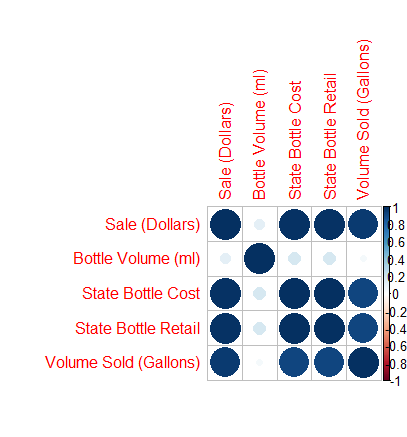 Sale (Dollars)
Bottle Volume (ml)
State Bottle Cost
State Bottle Retail
Volume Sold (Gallons)
Sale (Dollars)
Bottle Volume (ml)
State Bottle Cost
State Bottle Retail
Volume Sold (Gallons)
1
0.8
0.6
0.4
0.2
0
-0.2
-0.4
-0.6
-0.8
-1